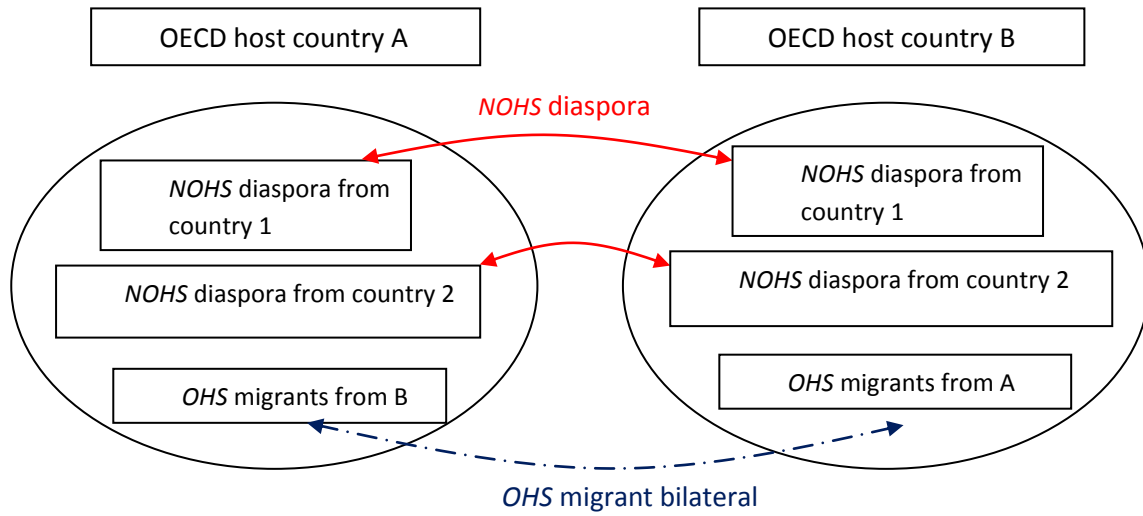 OECD host country A
OECD host country B
NOHS diaspora
NOHS diaspora from
country 1
NOHS diaspora from
country 1
NOHS diaspora from country 2
NOHS diaspora from country 2
OHS migrants from B
OHS migrants from A
OHS migrant bilateral